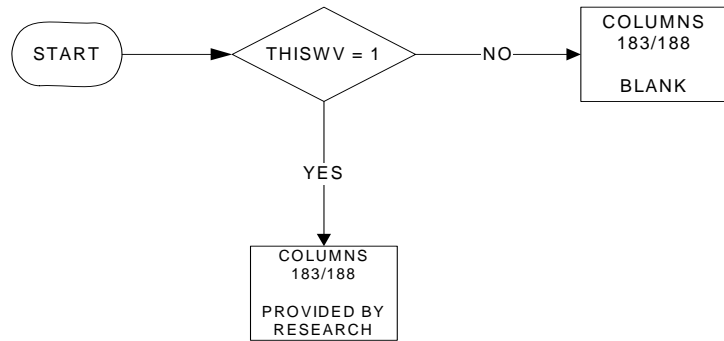 START
THISWV = 1
NO
COLUMNS
183/188
BLANK
YES
COLUMNS
183/188
PROVIDED BY
RESEARCH